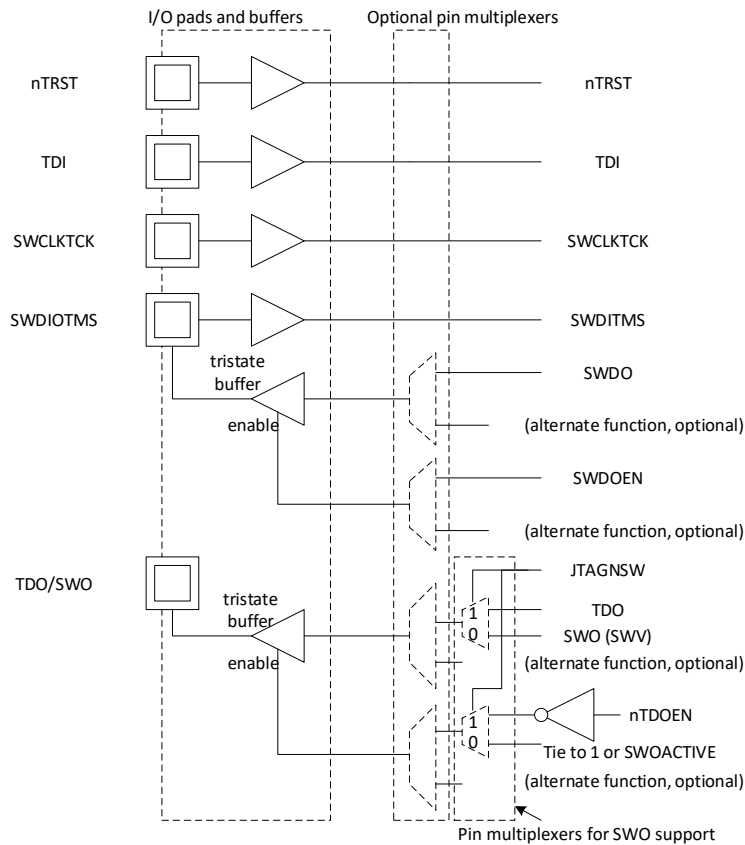 I/O pads and buffers
Optional pin multiplexers
nTRST
nTRST
TDI
TDI
SWCLKTCK
SWCLKTCK
SWDIOTMS
SWDITMS
tristate
buffer
SWDO
enable
(alternate function, optional)
SWDOEN
(alternate function, optional)
JTAGNSW
TDO/SWO
tristate
buffer
1
TDO
0
SWO (SWV)
enable
(alternate function, optional)
1
nTDOEN
0
Tie to 1 or SWOACTIVE
(alternate function, optional)
Pin multiplexers for SWO support